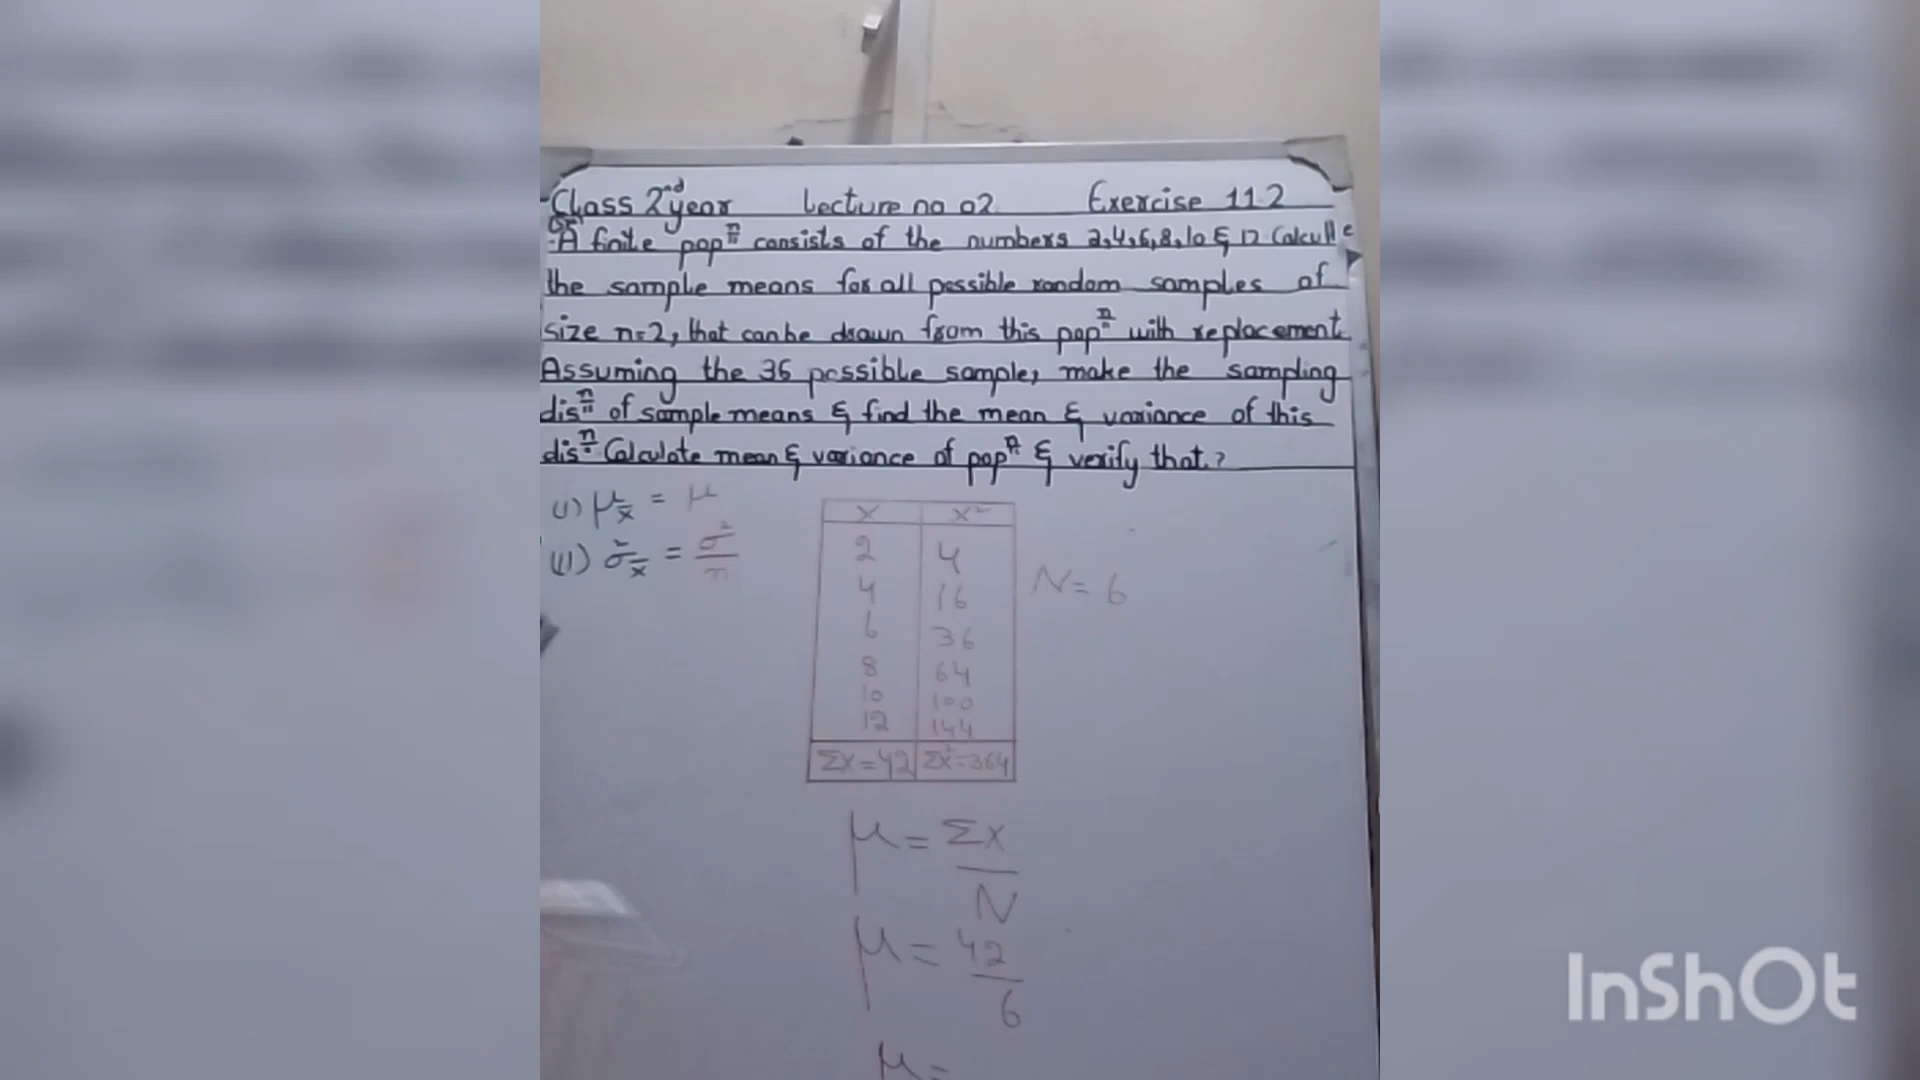 Class 2nd year Lecture no 02 Exercise 11.2
A finite popⁿ consists of the numbers 2,4,6,8,10 & 12 Calculte
the sample means for all possible random samples of
size n=2, that can be drawn from this popⁿ with replacement
Assuming the 36 possible sample, make the sampling
disⁿ of sample means & find the mean & variance of this
disⁿ Calculate mean & variance of popⁿ & verify that?
(i) μx̄ = μ
(ii) σ²x̄ = σ²/n
X X²
2 4
4 16
6 36
8 64
10 100
12 144
ΣX=42 ΣX²=364
N=6
μ = ΣX/N
μ = 42/6
μ =
InShOt